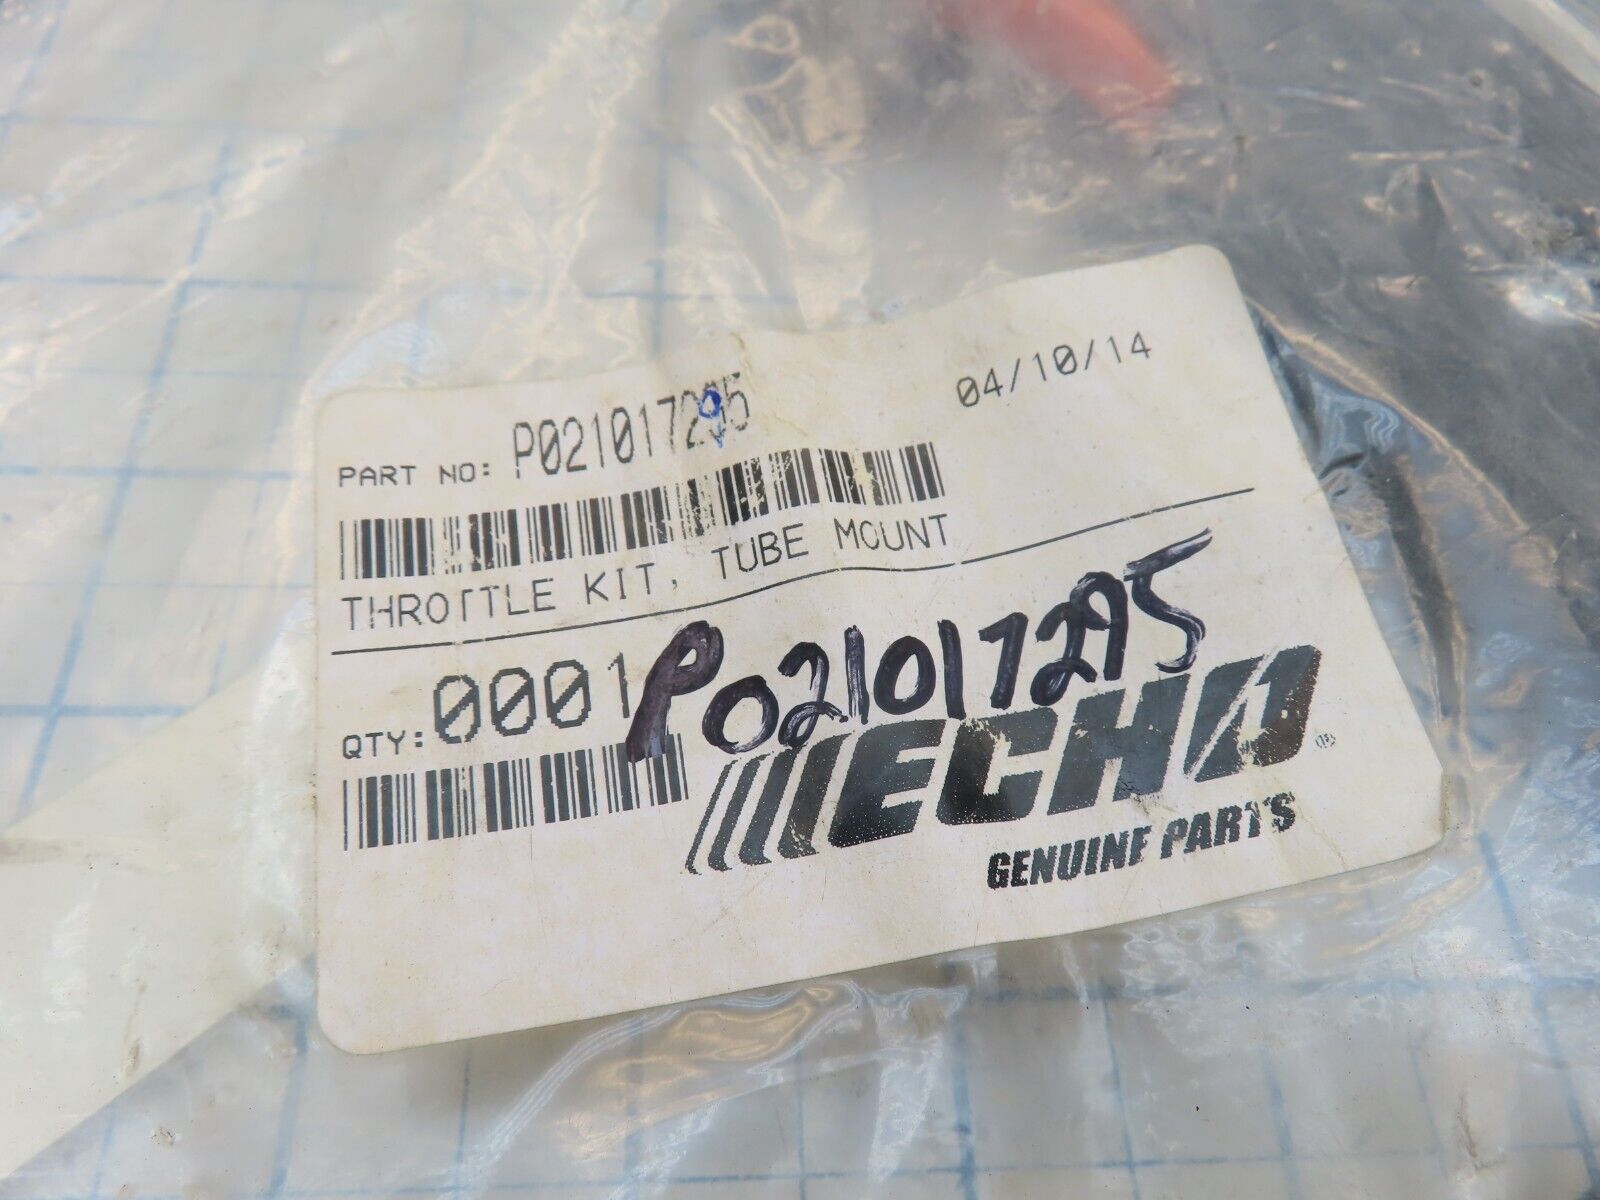 04/10/14
PART NO: P021017295
THROTTLE KIT, TUBE MOUNT
QTY: 0001
P021017295
ECHO®
GENUINE PARTS